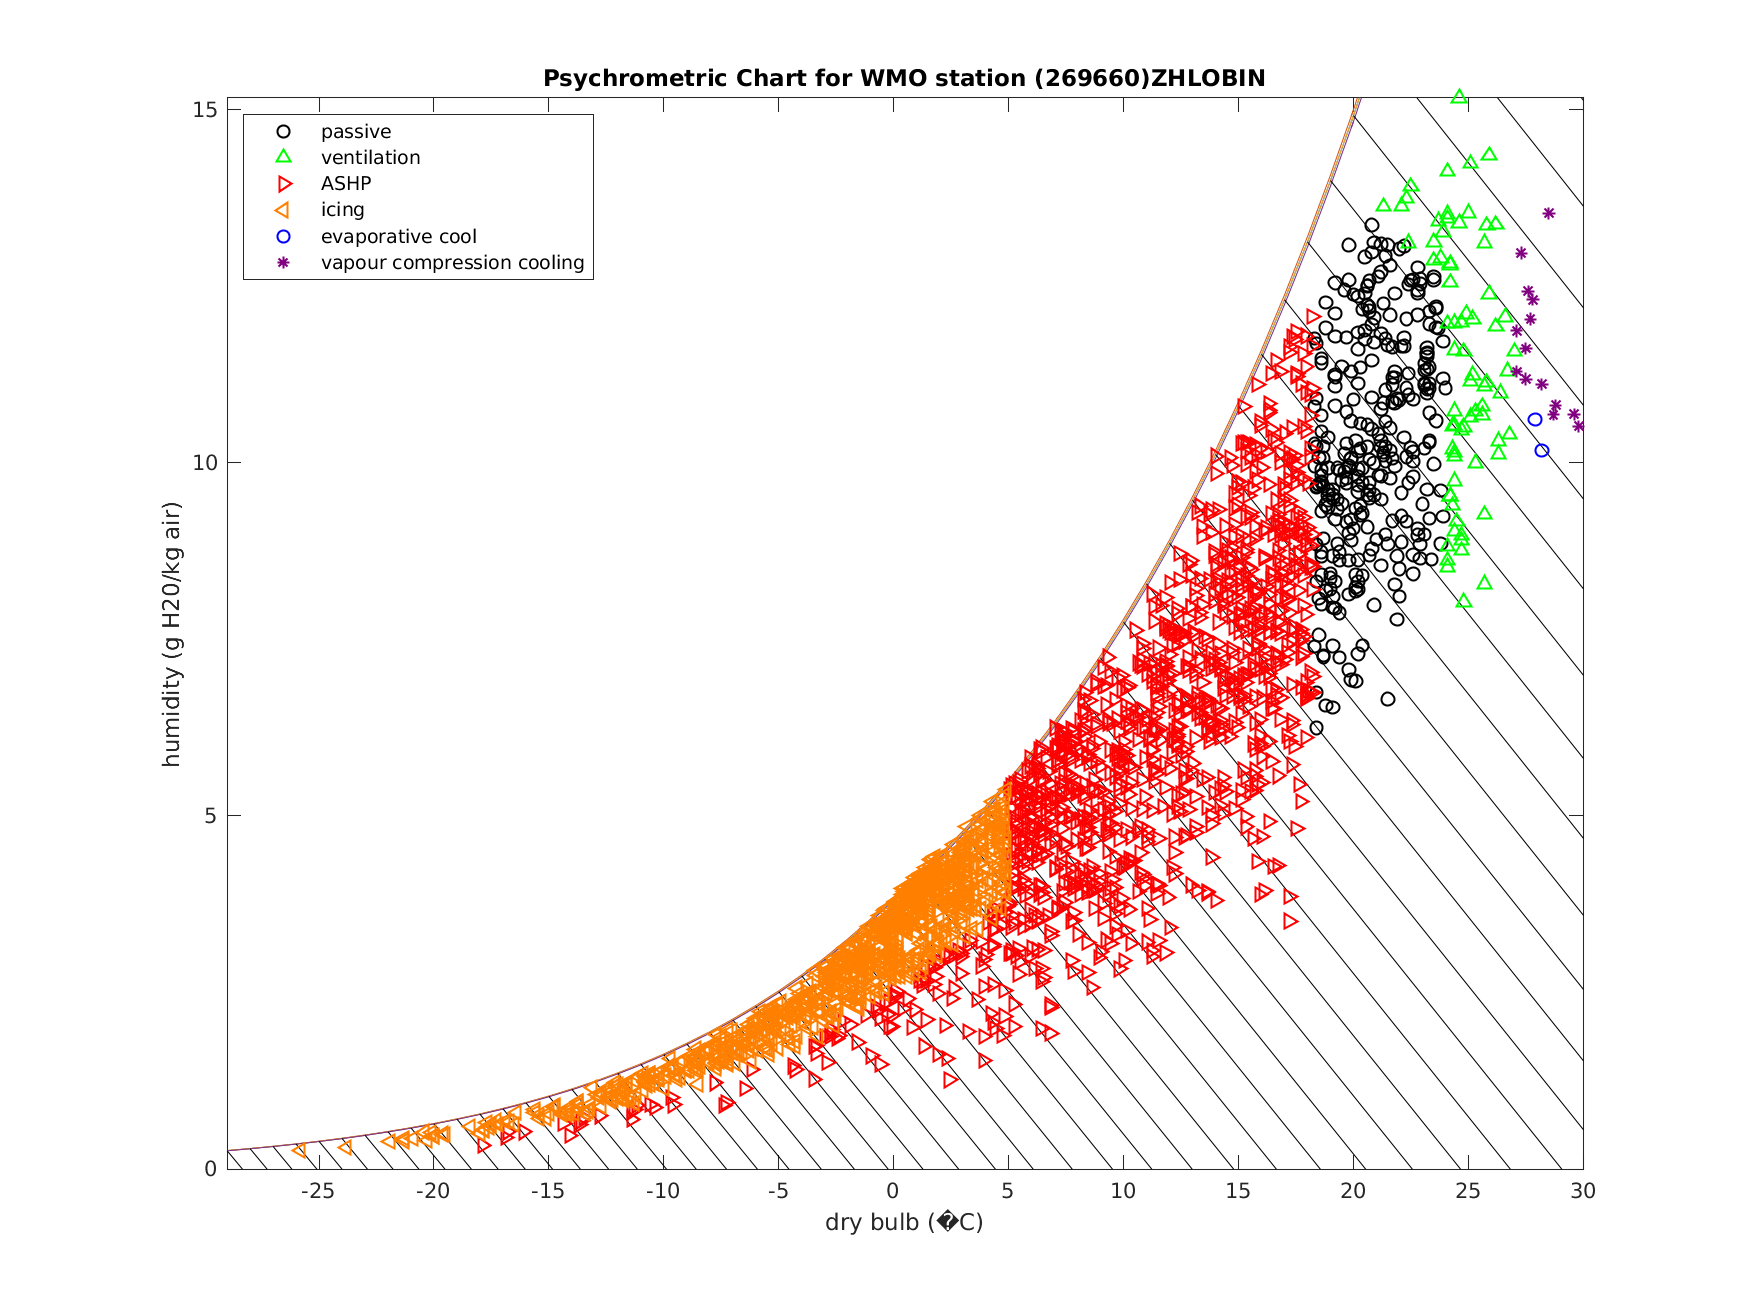 Psychrometric Chart for WMO station (269660)ZHLOBIN
15
10
5
0
humidity (g H20/kg air)
passive
ventilation
ASHP
icing
evaporative cool
vapour compression cooling
-25 -20 -15 -10 -5 0 5 10 15 20 25 30
dry bulb (�C)